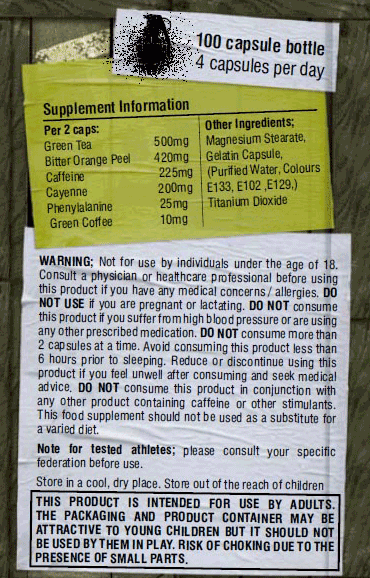 100 capsule bottle
4 capsules per day
Supplement Information
Per 2 caps:
Green Tea 500mg
Bitter Orange Peel 420mg
Caffeine 225mg
Cayenne 200mg
Phenylalanine 25mg
Green Coffee 10mg
Other Ingredients;
Magnesium Stearate,
Gelatin Capsule,
(Purified Water, Colours
E133, E102 ,E129,)
Titanium Dioxide
WARNING; Not for use by individuals under the age of 18.
Consult a physician or healthcare professional before using
this product if you have any medical concerns / allergies. DO
NOT USE if you are pregnant or lactating. DO NOT consume
this product if you suffer from high blood pressure or are using
any other prescribed medication. DO NOT consume more than
2 capsules at a time. Avoid consuming this product less than
6 hours prior to sleeping. Reduce or discontinue using this
product if you feel unwell after consuming and seek medical
advice. DO NOT consume this product in conjunction with
any other product containing caffeine or other stimulants.
This food supplement should not be used as a substitute for
a varied diet.
Note for tested athletes; please consult your specific
federation before use.
Store in a cool, dry place. Store out of the reach of children
THIS PRODUCT IS INTENDED FOR USE BY ADULTS.
THE PACKAGING AND PRODUCT CONTAINER MAY BE
ATTRACTIVE TO YOUNG CHILDREN BUT IT SHOULD NOT
BE USED BY THEM IN PLAY. RISK OF CHOKING DUE TO THE
PRESENCE OF SMALL PARTS.